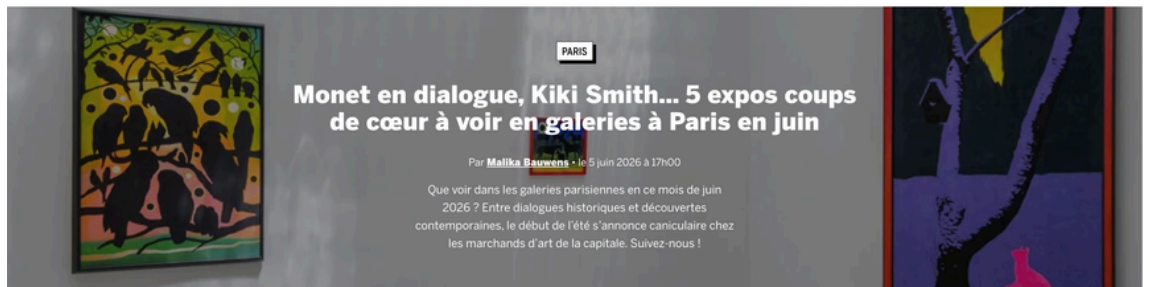 PARIS
Monet en dialogue, Kiki Smith... 5 expos coups
de cœur à voir en galeries à Paris en juin
Par Malika Bauwens • le 5 juin 2026 à 17h00
Que voir dans les galeries parisiennes en ce mois de juin
2026 ? Entre dialogues historiques et découvertes
contemporaines, le début de l'été s'annonce caniculaire chez
les marchands d'art de la capitale. Suivez-nous !